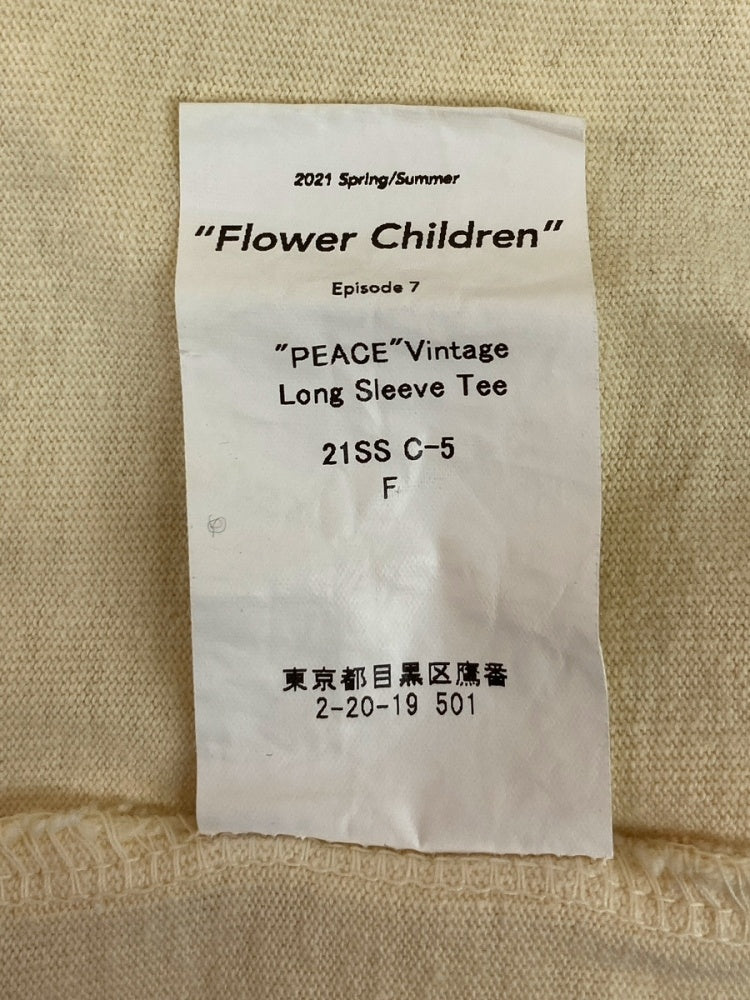 2021 Spring/Summer
"Flower Children"
Episode 7
"PEACE"Vintage
Long Sleeve Tee
21SS C-5
F
東京都目黒区鷹番
2-20-19 501